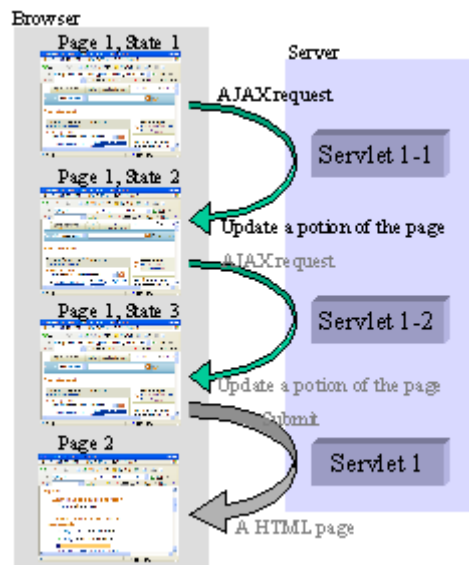 Browser
Page 1, State 1
Server
AJAX request
Servlet 1-1
Page 1, State 2
Update a potion of the page
AJAX request
Page 1, State 3
Servlet 1-2
Update a potion of the page
Submit
Page 2
Servlet 1
A HTML page